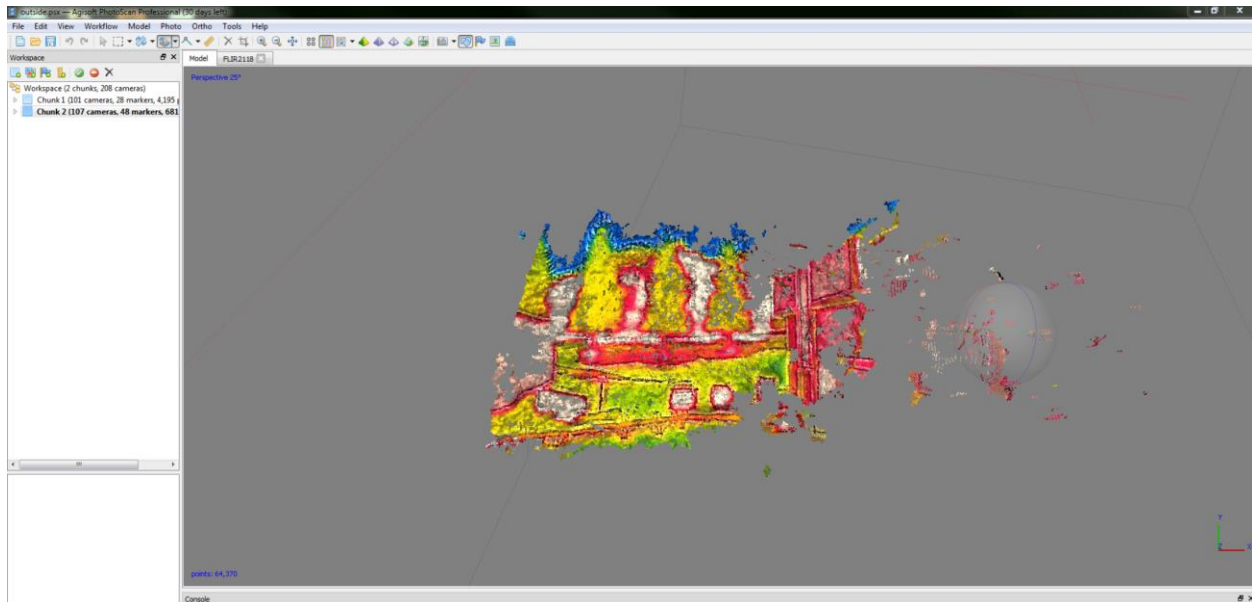 outside.psx — Agisoft PhotoScan Professional (30 days left)
File Edit View Workflow Model Photo Ortho Tools Help
Workspace
Model FLIR2118
Perspective 25°
Workspace (2 chunks, 208 cameras)
Chunk 1 (101 cameras, 28 markers, 4,195
Chunk 2 (107 cameras, 48 markers, 681
Y
Z X
points: 64,370
Console